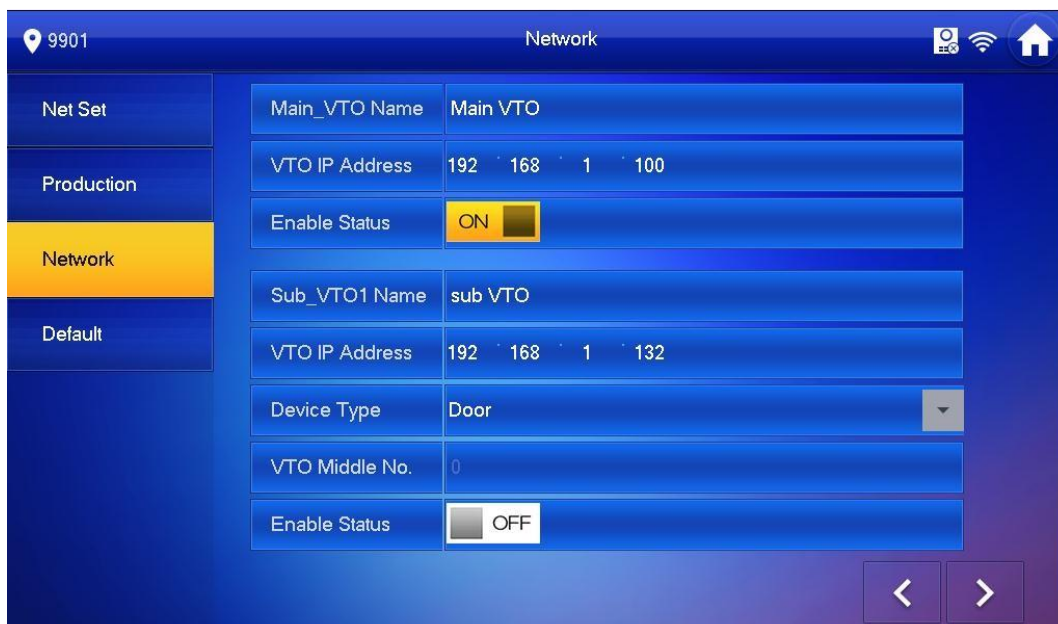 9901
Network
Net Set
Production
Network
Default
Main_VTO Name Main VTO
VTO IP Address 192 . 168 . 1 . 100
Enable Status ON
Sub_VTO1 Name sub VTO
VTO IP Address 192 . 168 . 1 . 132
Device Type Door
VTO Middle No. 0
Enable Status OFF